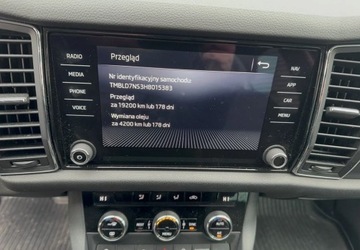 Przegląd
RADIO
MEDIA
PHONE
VOICE
Nr identyfikacyjny samochodu
TMBLD7NS3H8015383
Przegląd
za 19200 km lub 178 dni
Wymiana oleju
za 4200 km lub 178 dni
NAV
APP
CAR
MENU